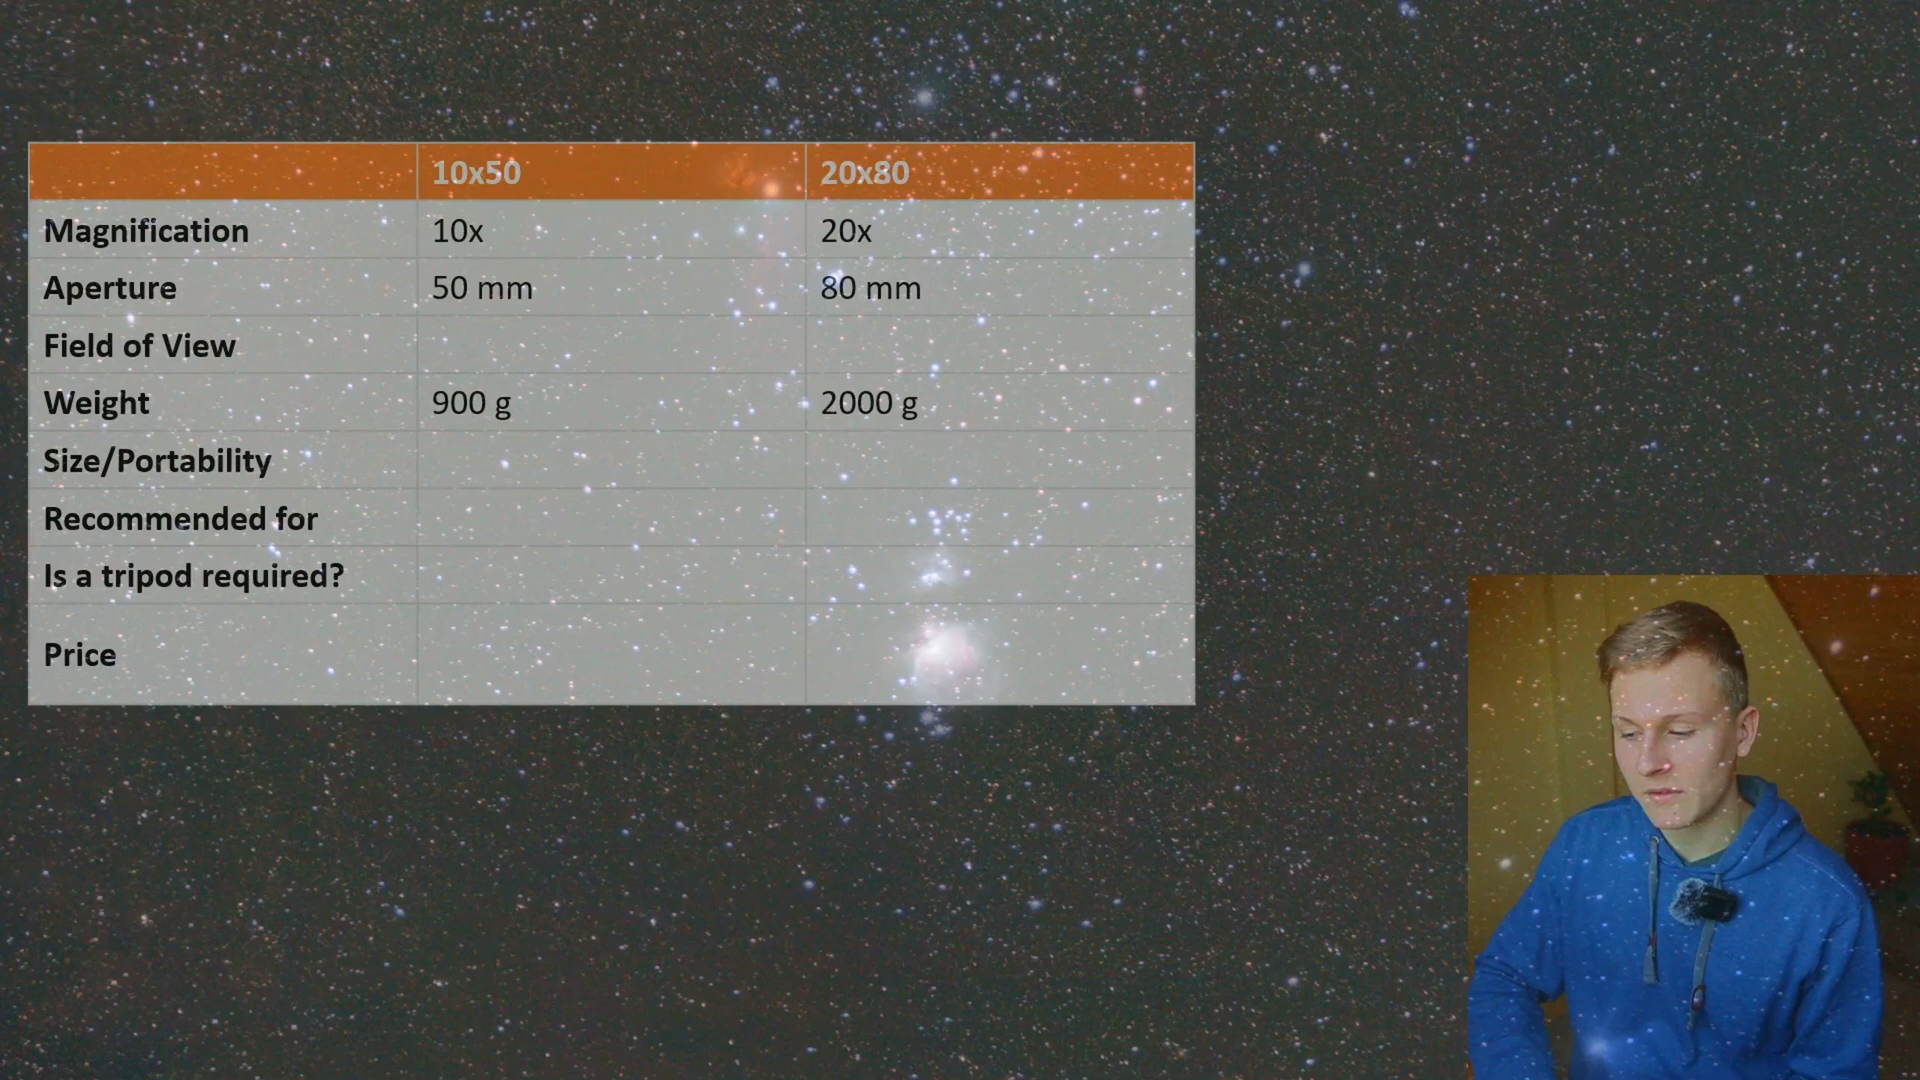 10x50 20x80
Magnification 10x 20x
Aperture 50 mm 80 mm
Field of View
Weight 900 g 2000 g
Size/Portability
Recommended for
Is a tripod required?
Price